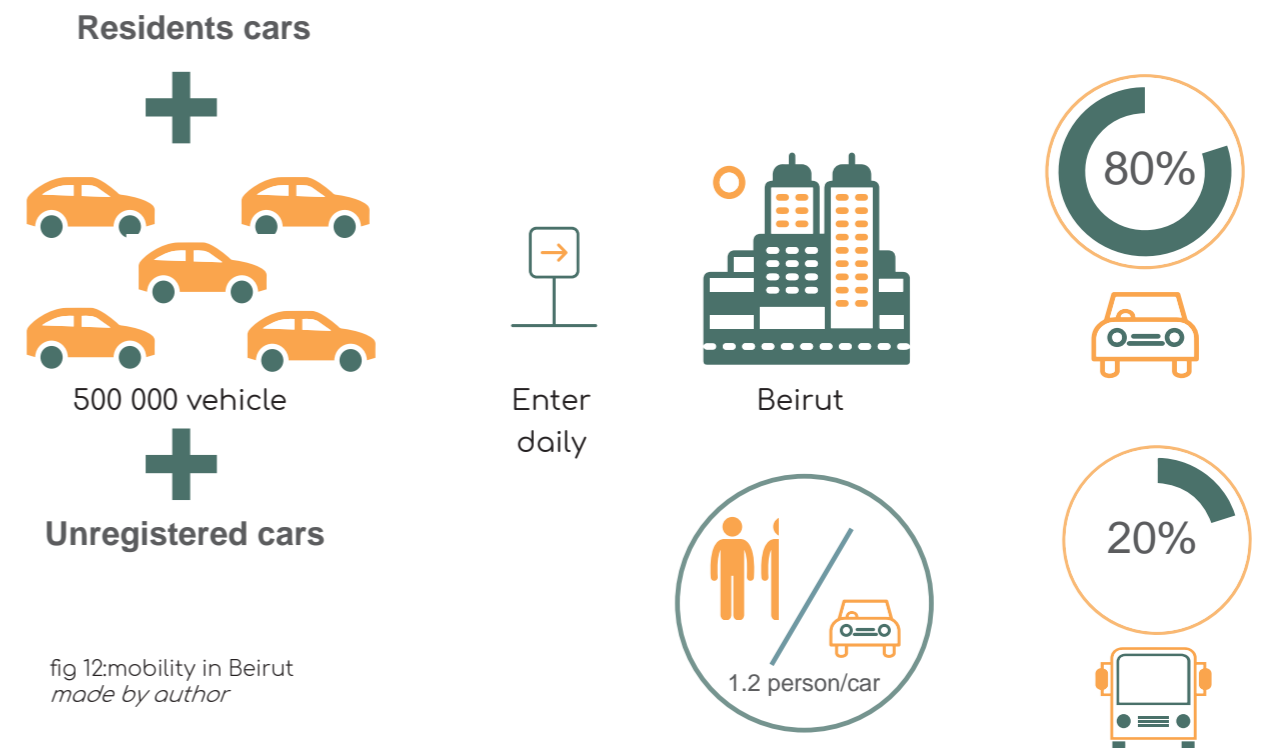 Residents cars
500 000 vehicle
Unregistered cars
Enter
daily
Beirut
1.2 person/car
80%
20%
fig 12:mobility in Beirut
made by author